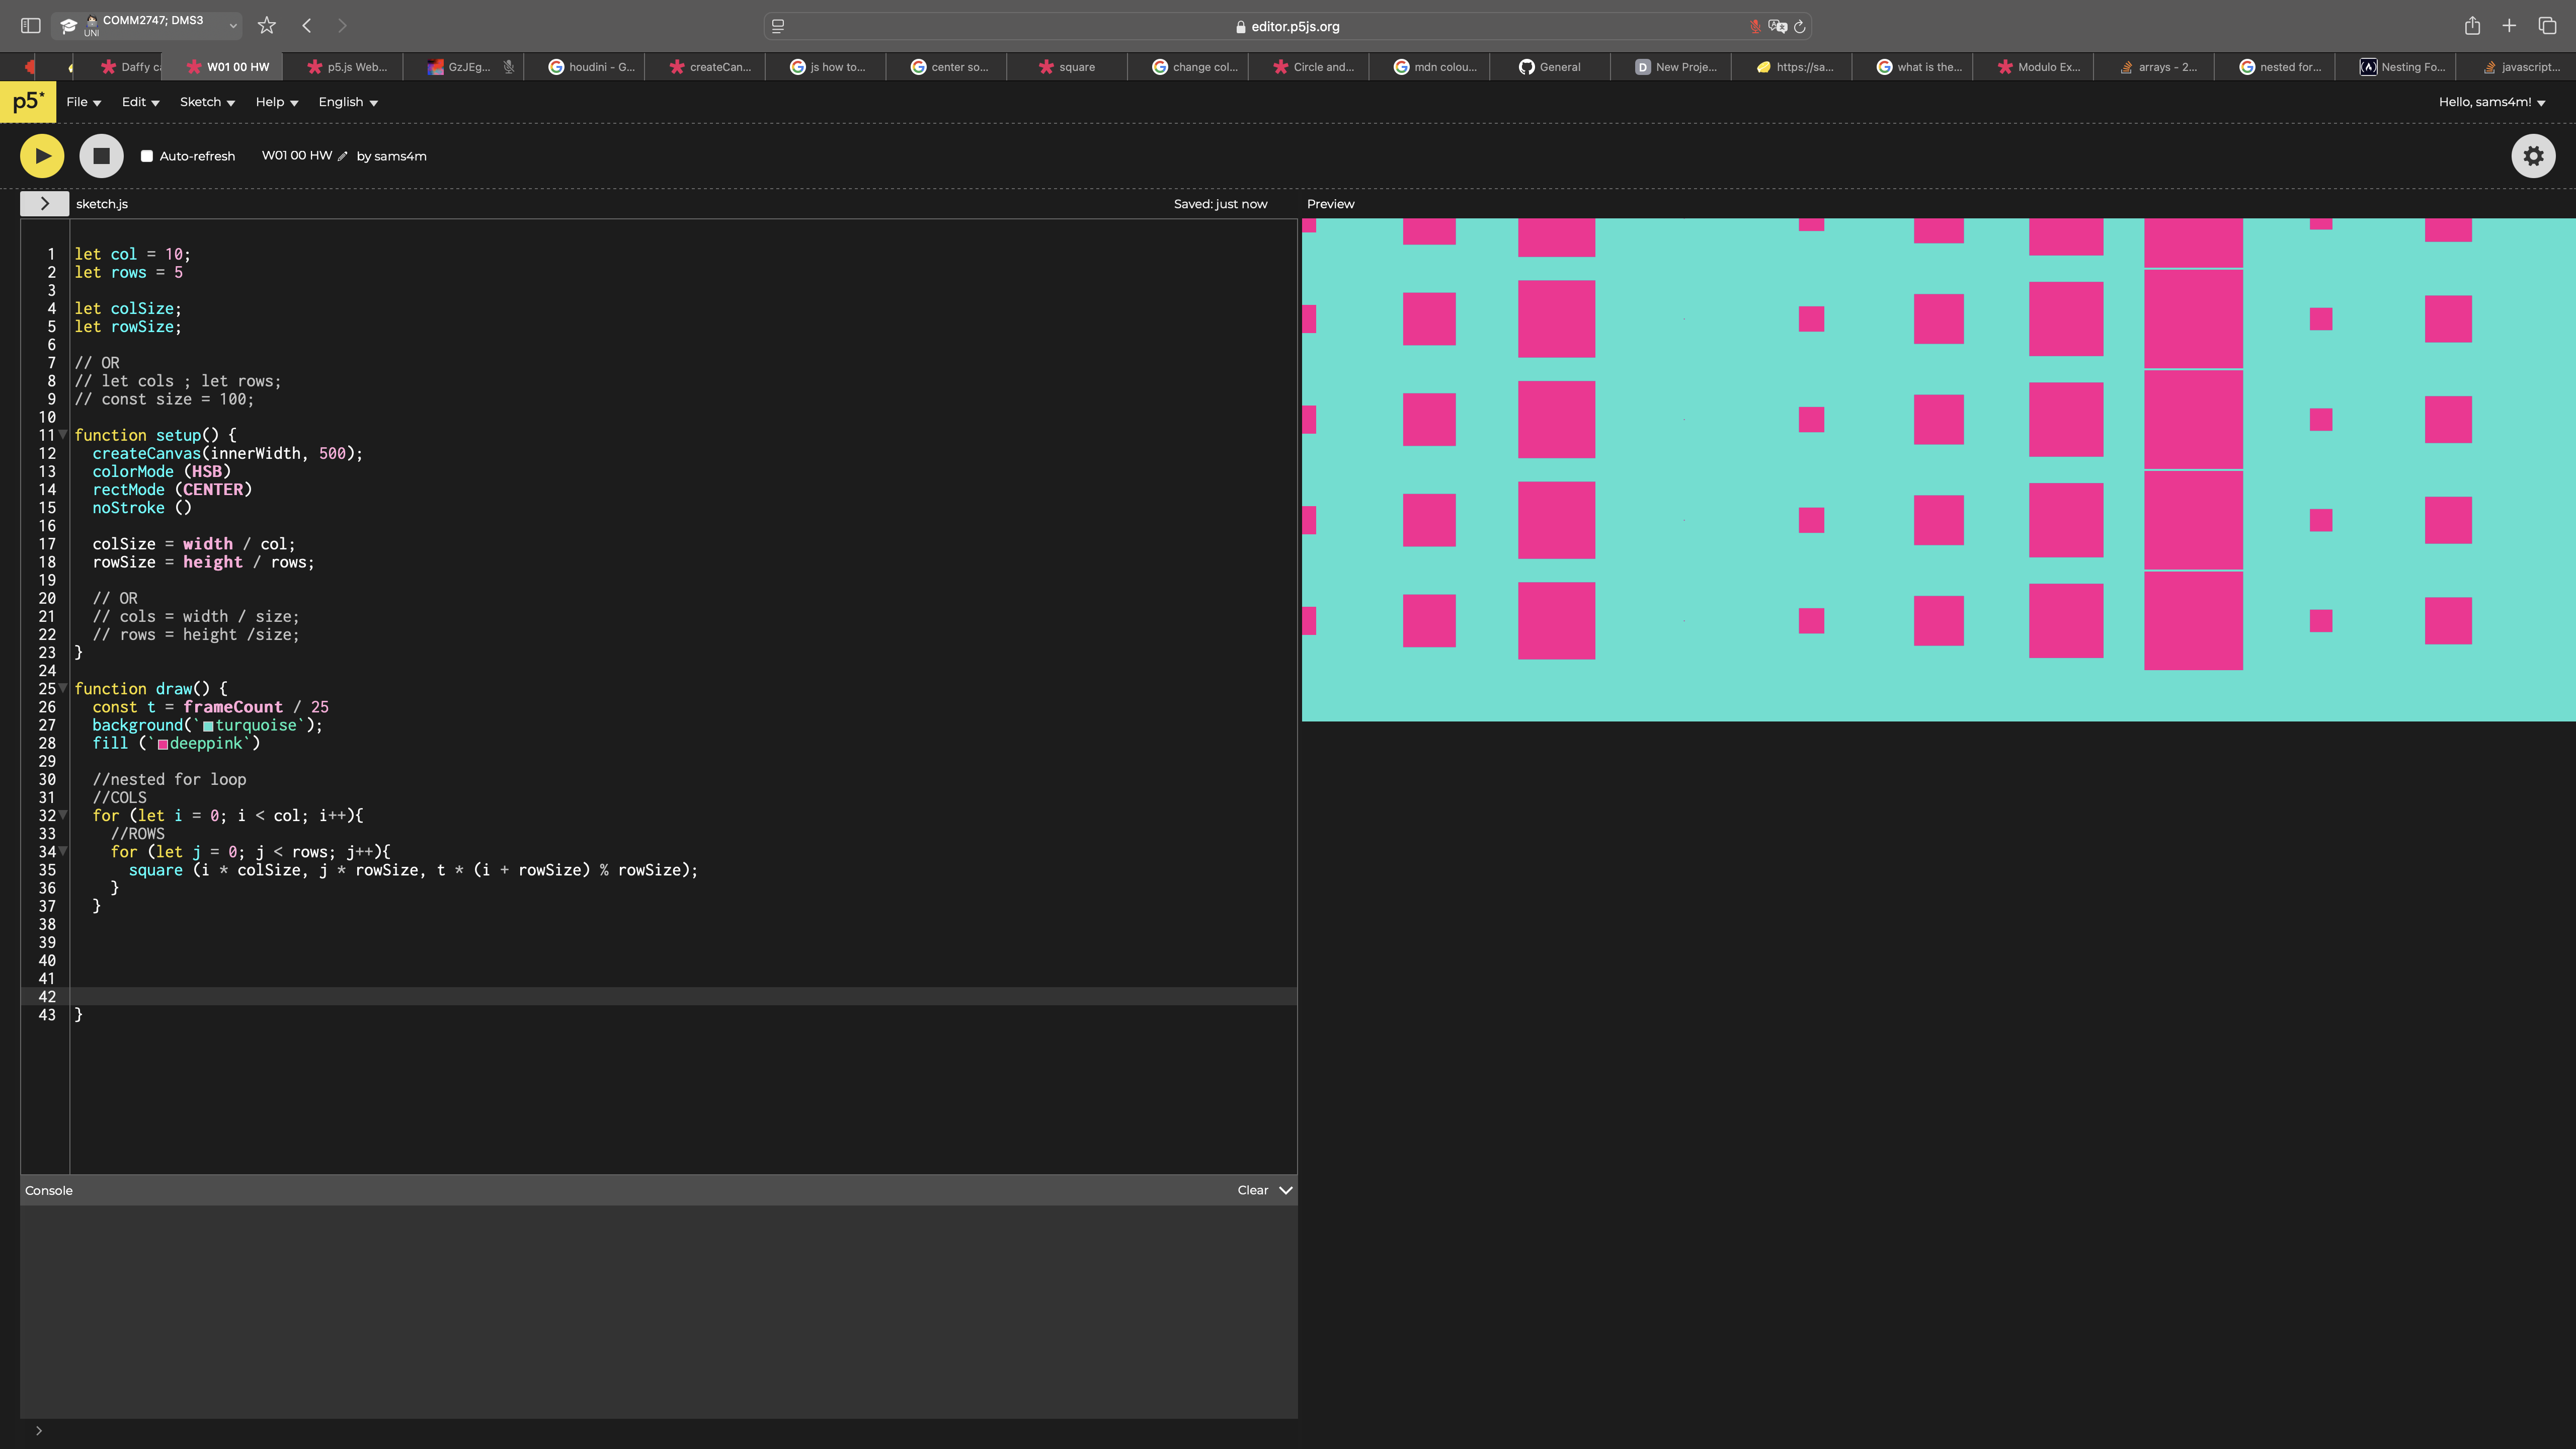 COMM2747; DMS3
UNI
editor.p5js.org
Daffy ca
W01 00 HW
p5.js Web...
GzJEg...
houdini - G...
createCan...
js how to...
center so...
square
change col...
Circle and...
mdn colou...
General
New Proje...
https://sa...
what is the...
Modulo Ex...
arrays - 2...
nested for...
Nesting Fo...
javascript...
p5* File Edit Sketch Help English Hello, sams4m!
Auto-refresh W01 00 HW by sams4m
sketch.js Saved: just now Preview
1 let col = 10;
2 let rows = 5
3
4 let colSize;
5 let rowSize;
6
7 // OR
8 // let cols ; let rows;
9 // const size = 100;
10
11 function setup() {
12 createCanvas(innerWidth, 500);
13 colorMode (HSB)
14 rectMode (CENTER)
15 noStroke ()
16
17 colSize = width / col;
18 rowSize = height / rows;
19
20 // OR
21 // cols = width / size;
22 // rows = height /size;
23 }
24
25 function draw() {
26 const t = frameCount / 25
27 background(`turquoise`);
28 fill (`deeppink`)
29
30 //nested for loop
31 //COLS
32 for (let i = 0; i < col; i++){
33 //ROWS
34 for (let j = 0; j < rows; j++){
35 square (i * colSize, j * rowSize, t * (i + rowSize) % rowSize);
36 }
37 }
38
39
40
41
42
43 }
Console Clear